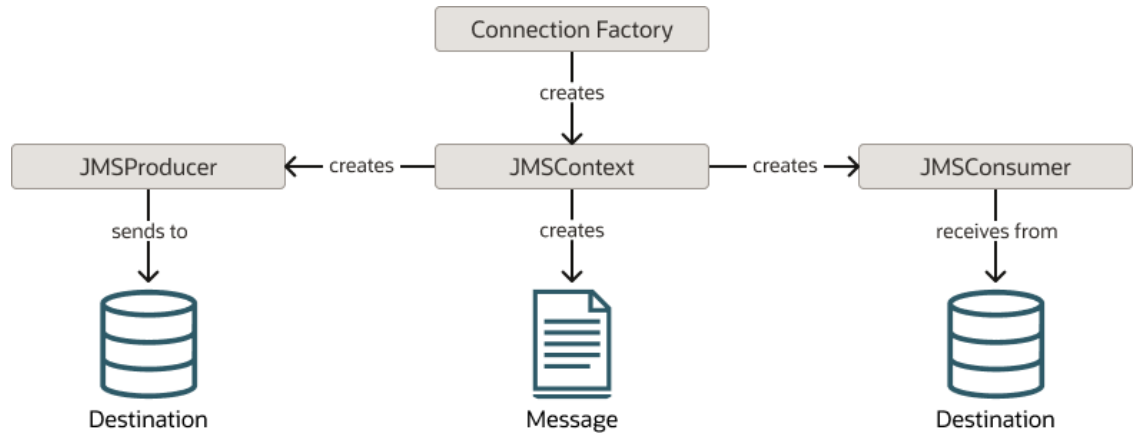 Connection Factory
creates
JMSProducer
creates
JMSContext
creates
JMSConsumer
sends to
creates
receives from
Destination
Message
Destination